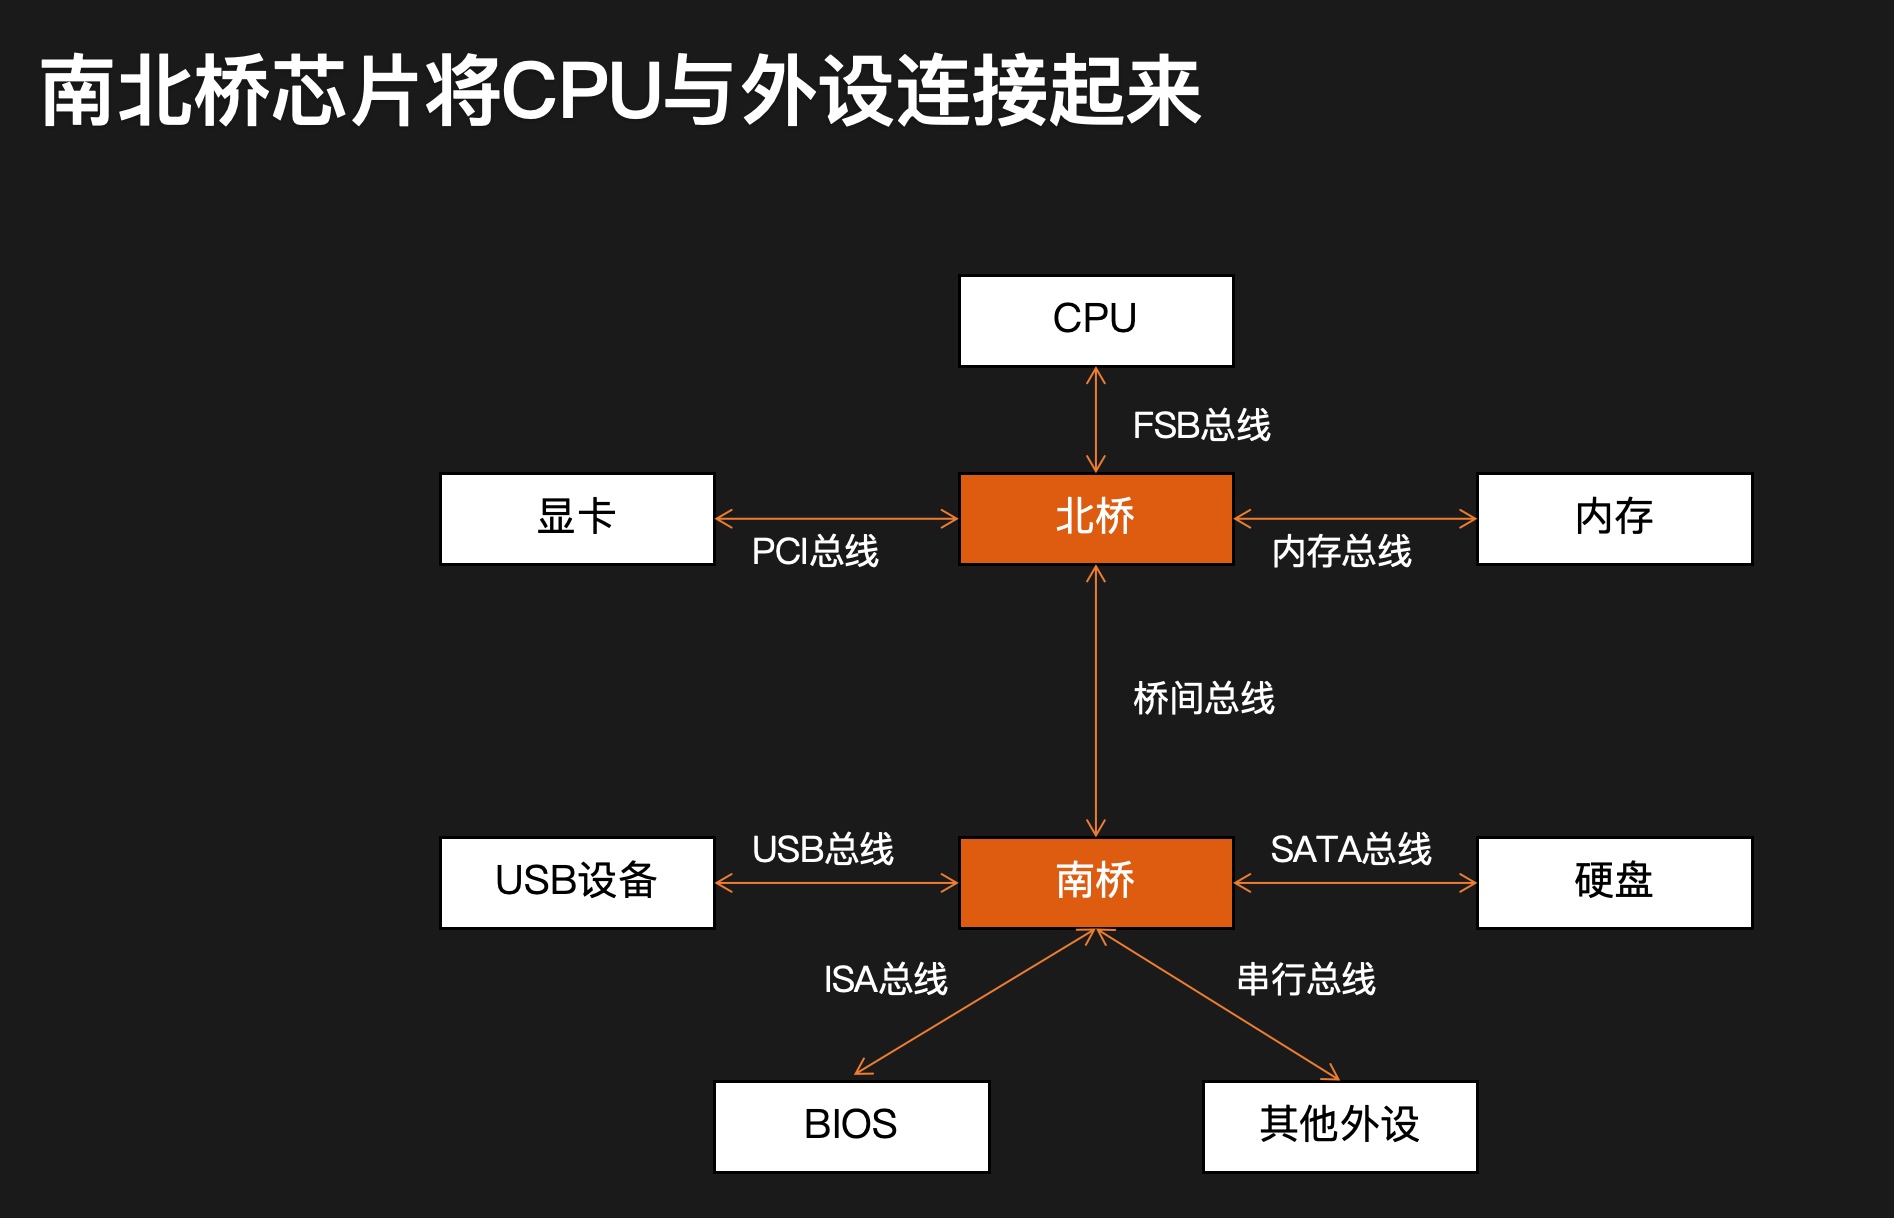 南北桥芯片将CPU与外设连接起来
CPU
FSB总线
显卡
PCI总线
北桥
内存总线
内存
桥间总线
USB设备
USB总线
南桥
SATA总线
硬盘
ISA总线
串行总线
BIOS
其他外设